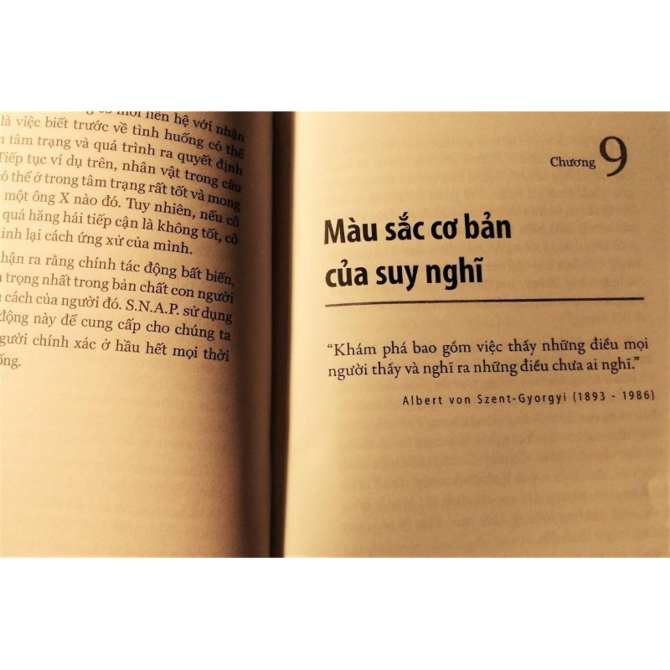 mối liên hệ với nhận
là việc biết trước về tình huống có thể
tâm trạng và quá trình ra quyết định
Tiếp tục ví dụ trên, nhân vật trong câu
có thể ở trong tâm trạng rất tốt và mong
một ông X nào đó. Tuy nhiên, nếu cô
quá hăng hái tiếp cận là không tốt, cô
lại cách ứng xử của mình.
ra rằng chính tác động bất biến,
trọng nhất trong bản chất con người
cách của người đó. S.N.A.P. sử dụng
động này để cung cấp cho chúng ta
người chính xác ở hầu hết mọi thời
Chương 9
Màu sắc cơ bản
của suy nghĩ
“Khám phá bao gồm việc thấy những điều mọi
người thấy và nghĩ ra những điều chưa ai nghĩ.”
Albert von Szent-Gyorgyi (1893 - 1986)